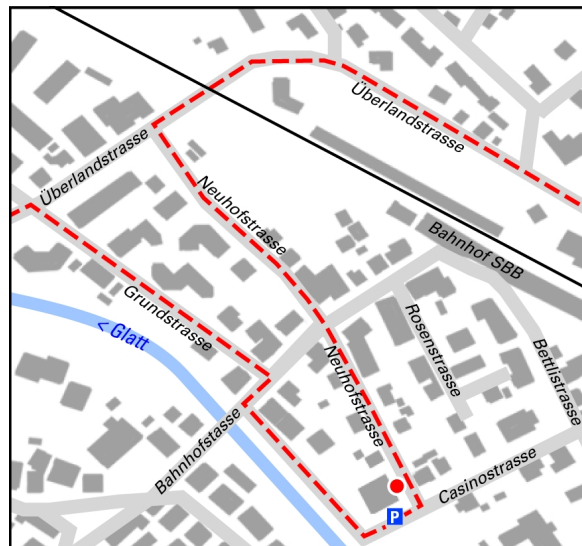 Überlandstrasse
Überlandstrasse
Neuhofstrasse
Bahnhof SBB
Grundstrasse
< Glatt
Rosenstrasse
Bettlistrasse
Neuhofstrasse
Bahnhofstasse
Casinostrasse
P